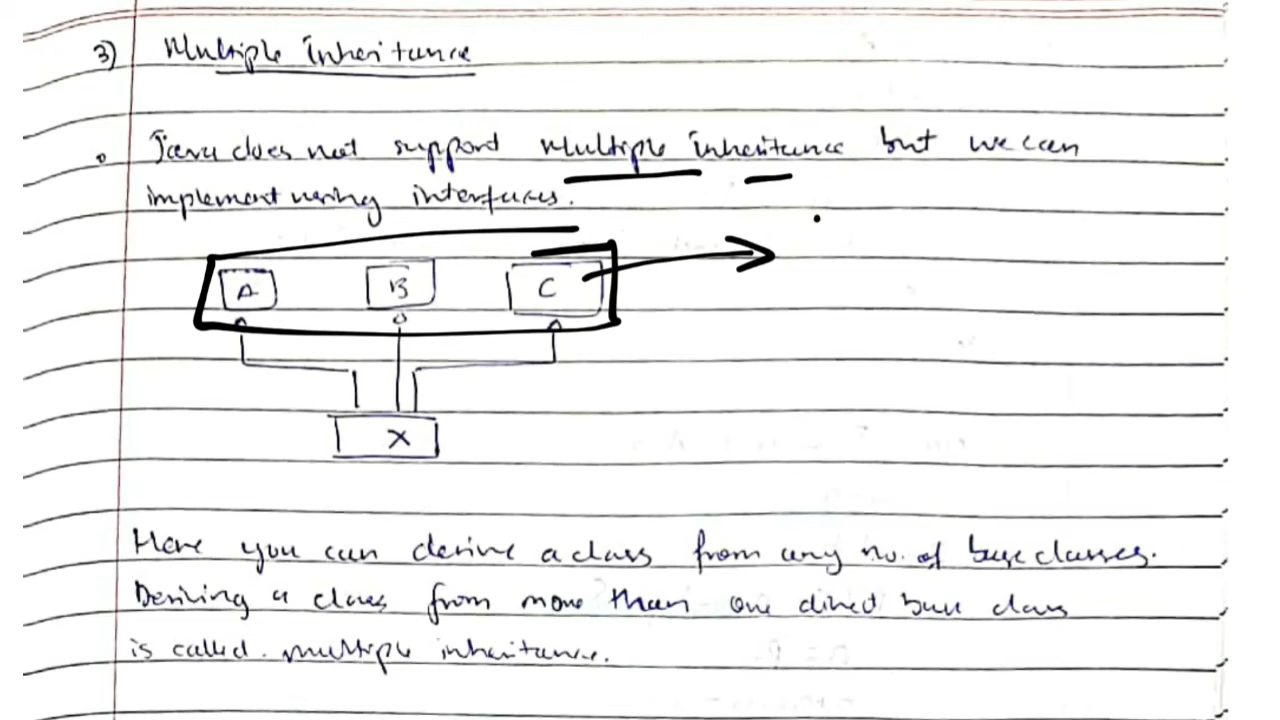 3) Multiple inheritance
• Java does not support multiple inheritance but we can
implement using interfaces.
A B C
X
Here you can derive a class from any no. of base classes.
Deriving a class from more than one direct base class
is called multiple inheritance.